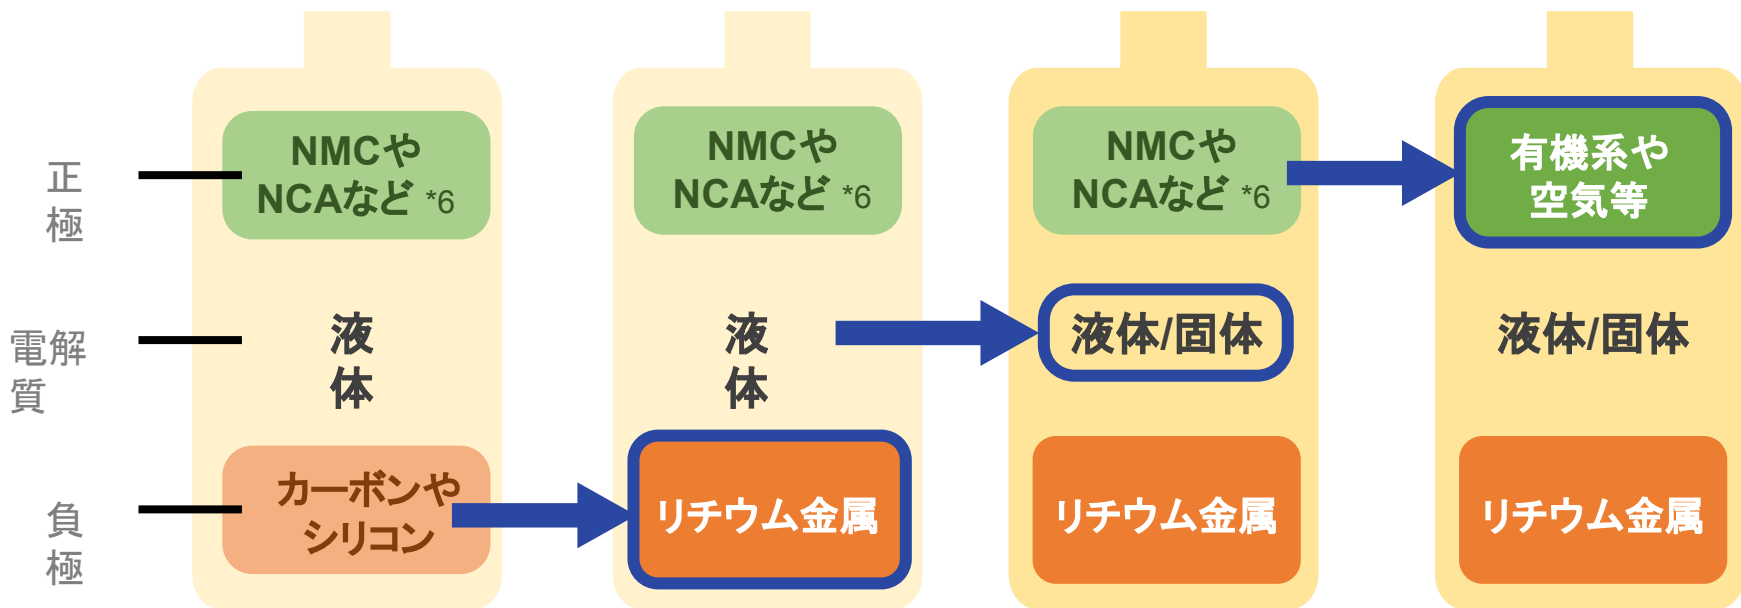 正
極
NMCや
NCAなど *6
NMCや
NCAなど *6
NMCや
NCAなど *6
有機系や
空気等
電解
質
液
体
液
体
液体/固体
液体/固体
負
極
カーボンや
シリコン
リチウム金属
リチウム金属
リチウム金属